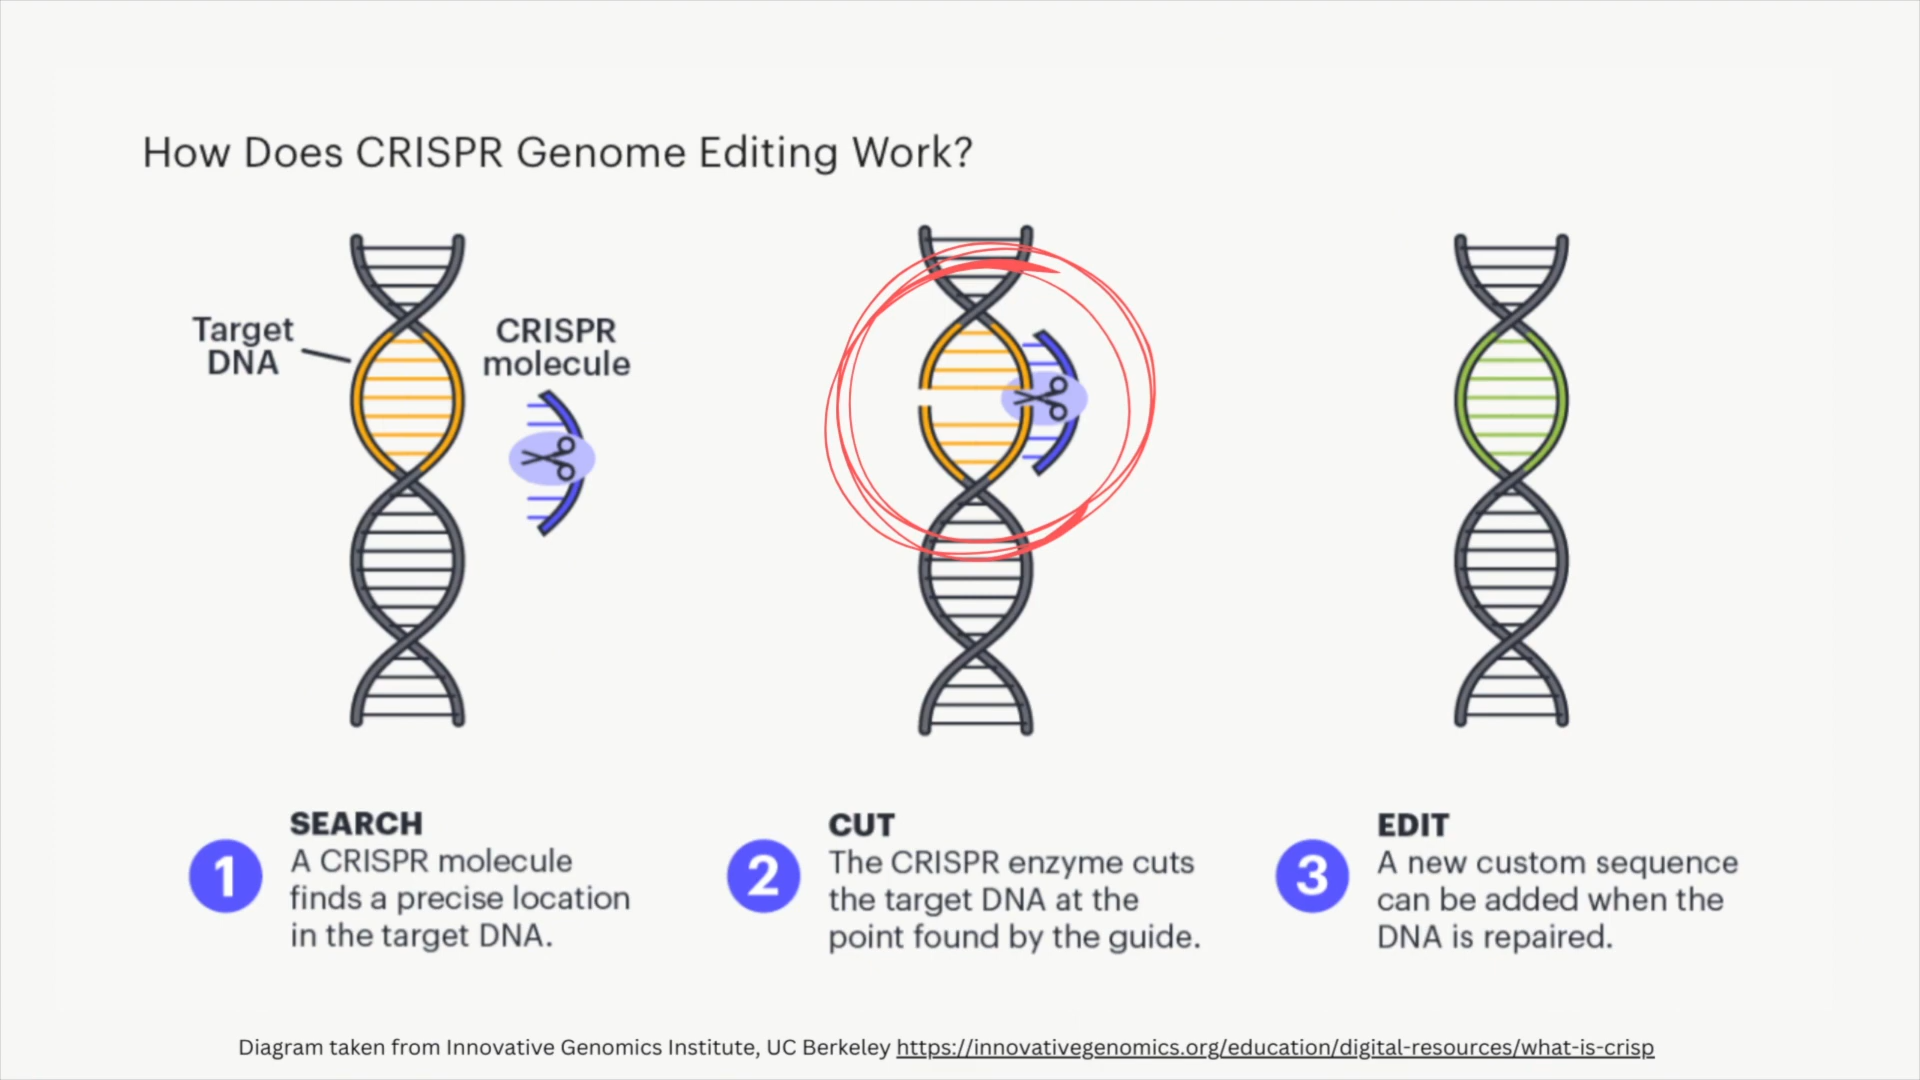 How Does CRISPR Genome Editing Work?
Target
DNA
CRISPR
molecule
1
SEARCH
A CRISPR molecule
finds a precise location
in the target DNA.
2
CUT
The CRISPR enzyme cuts
the target DNA at the
point found by the guide.
3
EDIT
A new custom sequence
can be added when the
DNA is repaired.
Diagram taken from Innovative Genomics Institute, UC Berkeley https://innovativegenomics.org/education/digital-resources/what-is-crisp